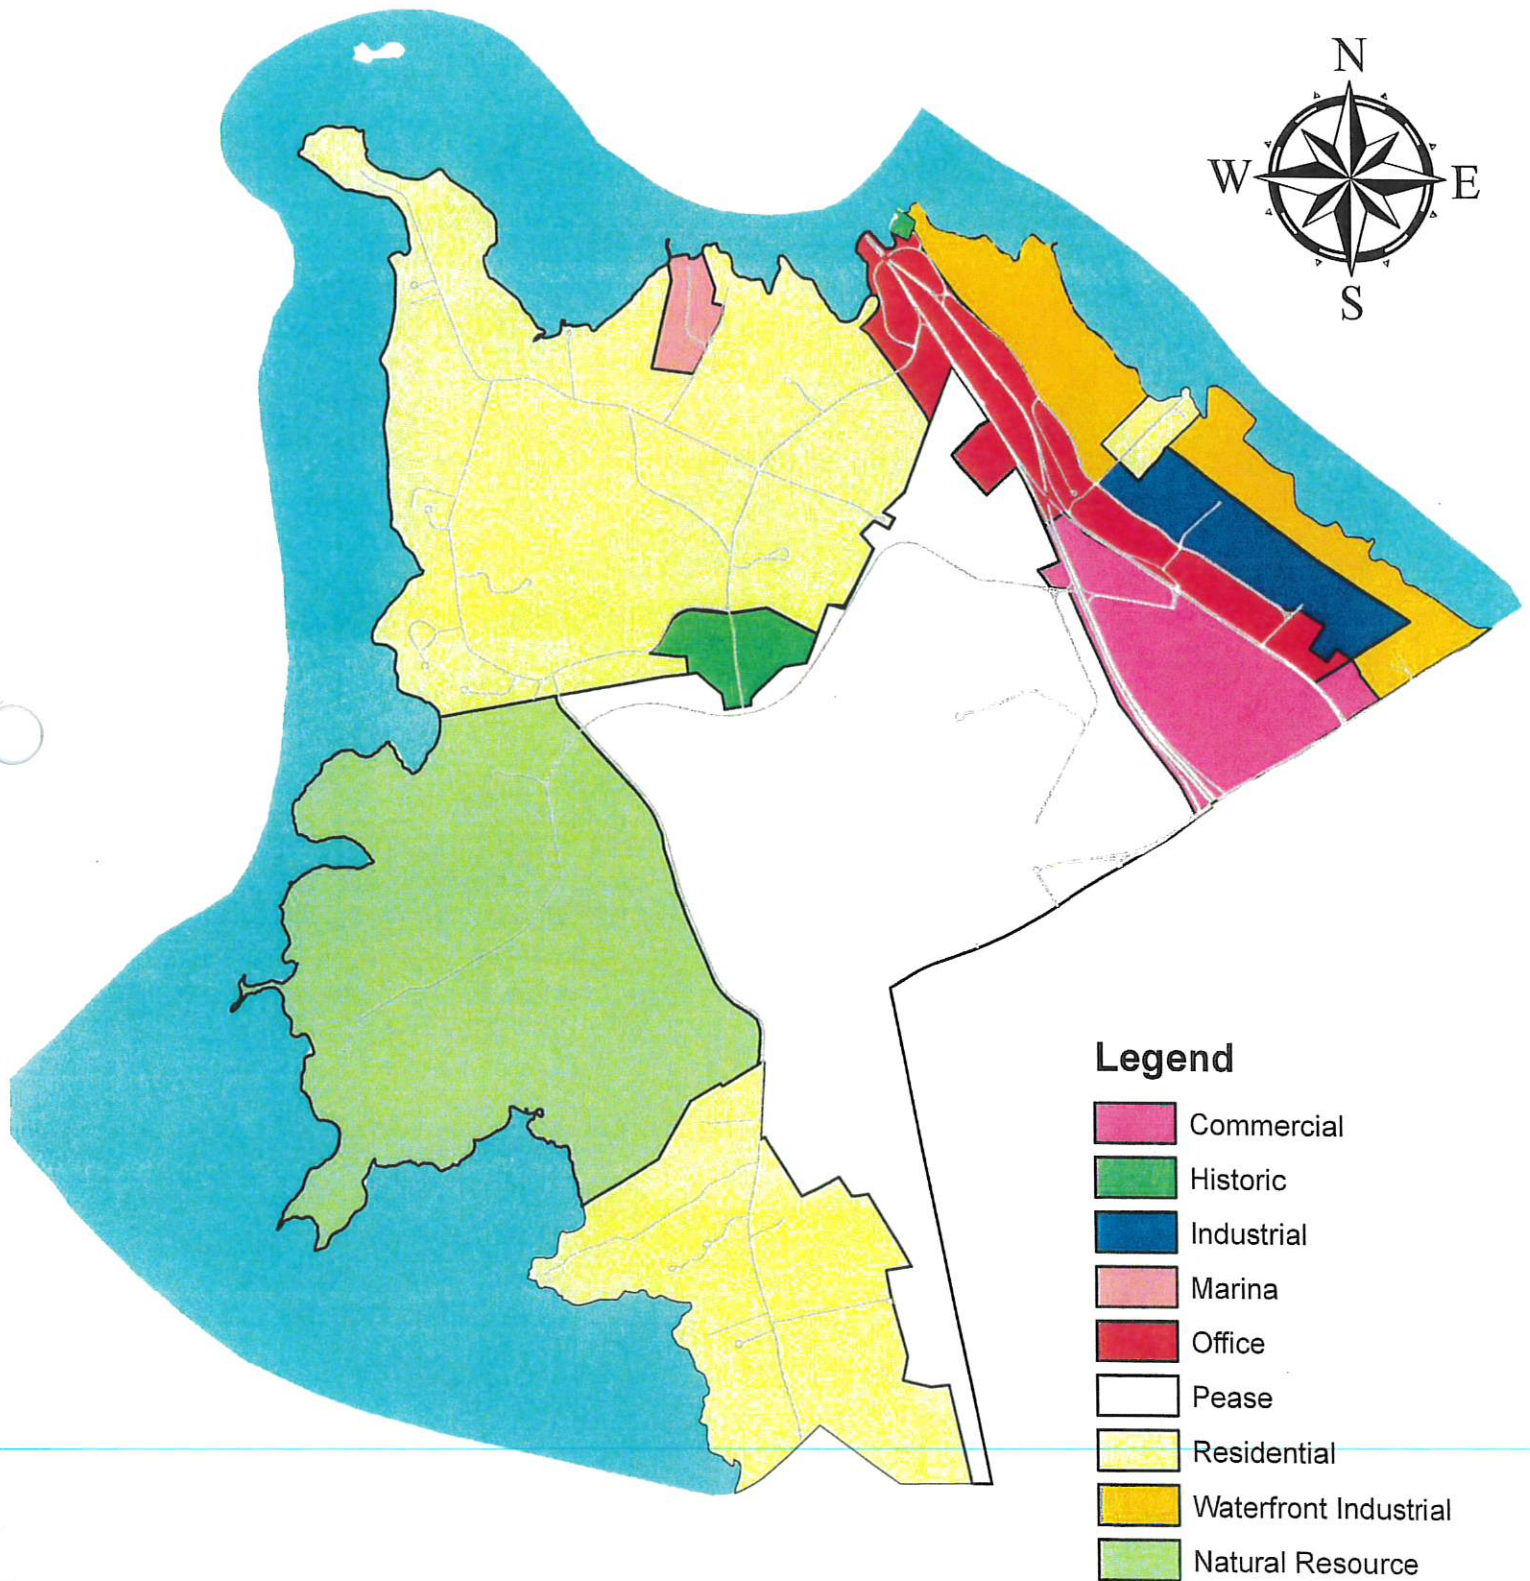 N
W E
S
Legend
Commercial
Historic
Industrial
Marina
Office
Pease
Residential
Waterfront Industrial
Natural Resource